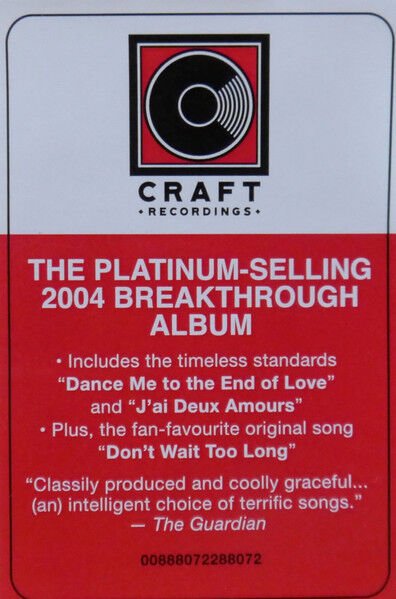 CRAFT
• RECORDINGS •
THE PLATINUM-SELLING
2004 BREAKTHROUGH
ALBUM
• Includes the timeless standards
“Dance Me to the End of Love”
and “J’ai Deux Amours”
• Plus, the fan-favourite original song
“Don’t Wait Too Long”
“Classily produced and coolly graceful...
(an) intelligent choice of terrific songs.”
— The Guardian
00888072288072